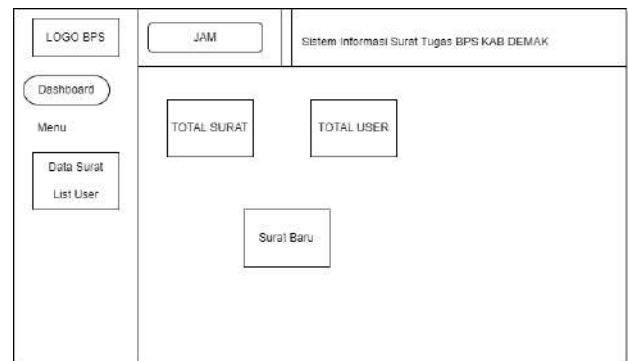 LOGO BPS
JAM
Sistem Informasi Surat Tugas BPS KAB DEMAK
Dashboard
Menu
Data Surat
List User
TOTAL SURAT
TOTAL USER
Surat Baru